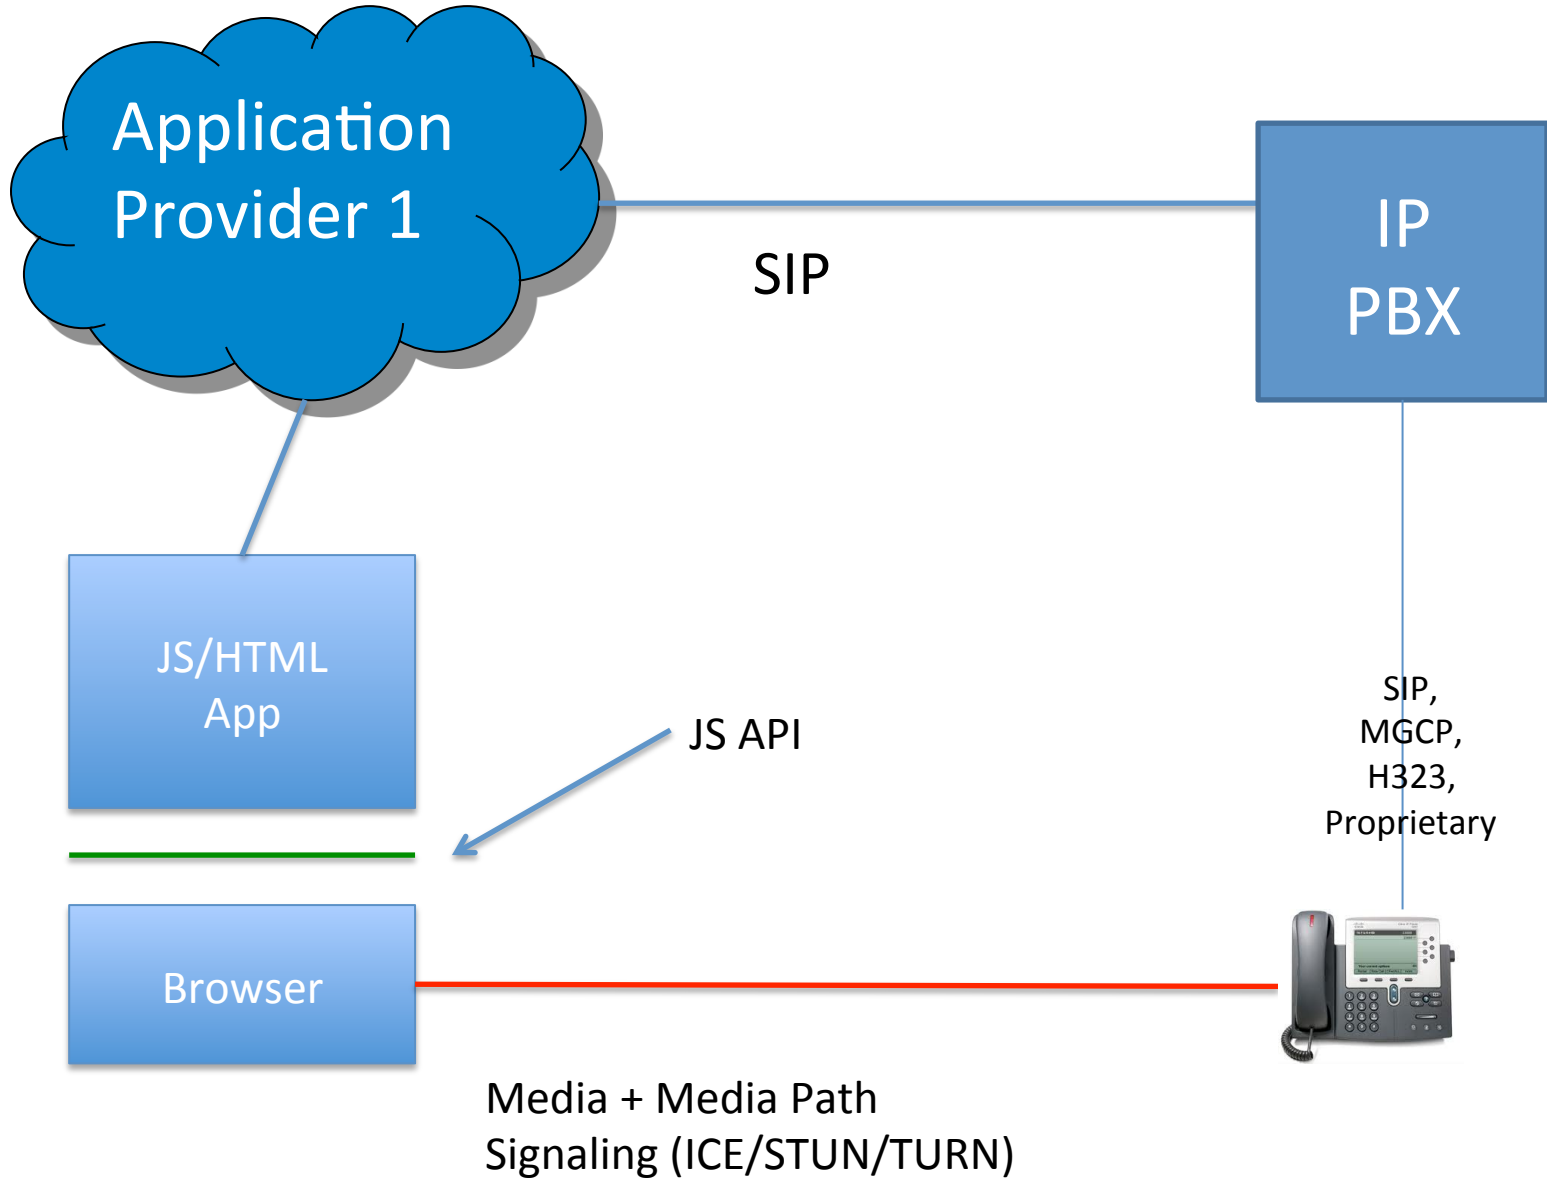 Application
Provider 1
SIP
IP
PBX
JS/HTML
App
JS API
SIP,
MGCP,
H323,
Proprietary
Browser
Media + Media Path
Signaling (ICE/STUN/TURN)